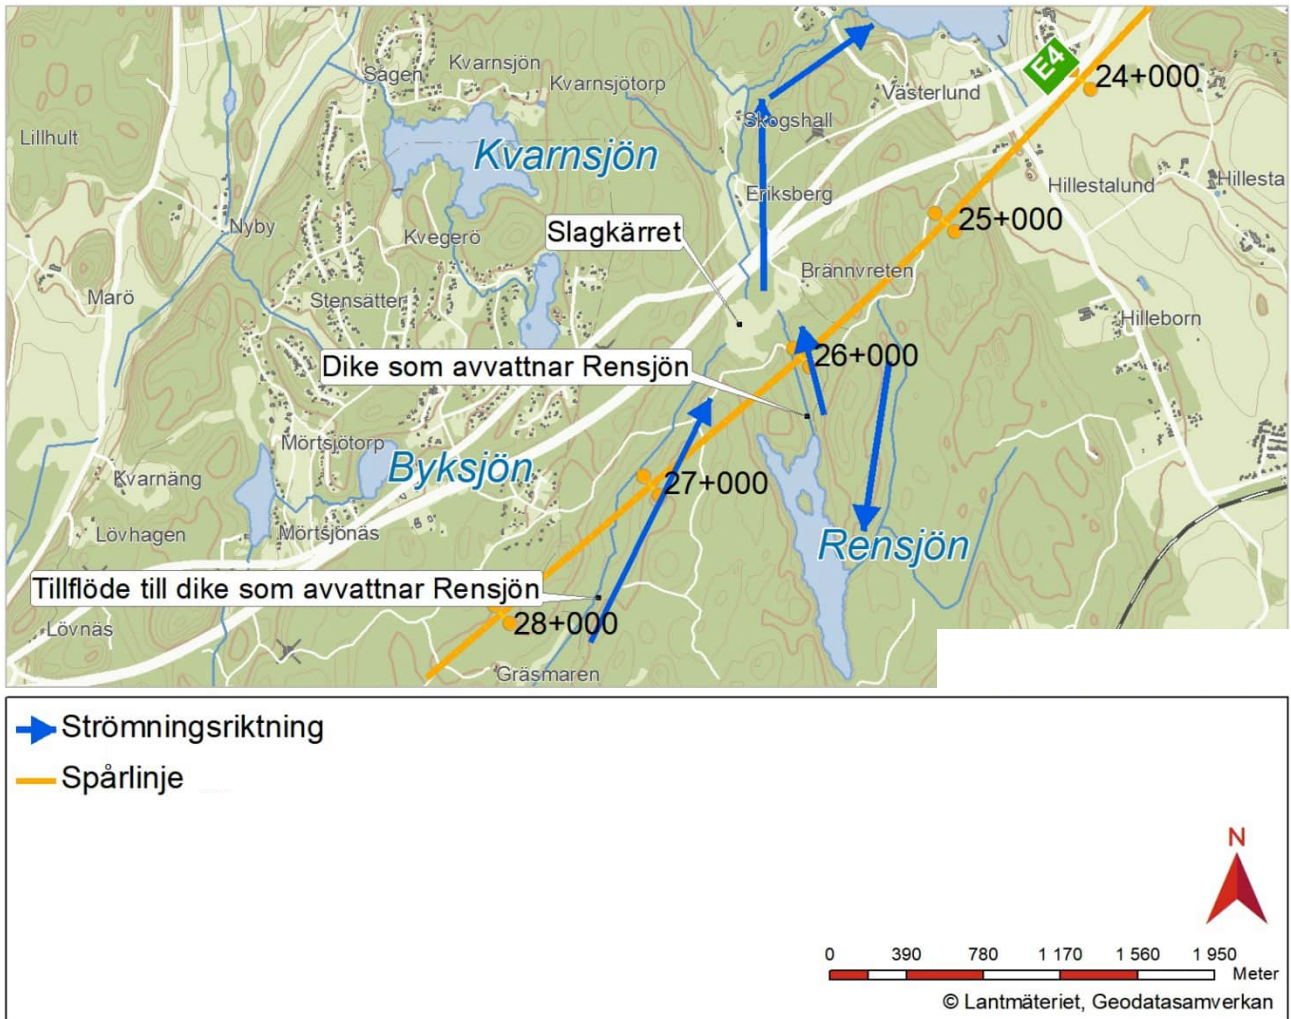 E4
24+000
Sågen
Kvarnsjön
Kvarnsjötorp
Västerlund
Skogshall
Lillhult
Kvarnsjön
Eriksberg
Hillestalund
Hillesta
Nyby
Kvegerö
Slagkärret
25+000
Brännvreten
Marö
Stensätter
Hilleborn
Dike som avvattnar Rensjön
26+000
Mörtsjötorp
Byksjön
Kvarnäng
27+000
Lövhagen
Mörtsjönäs
Rensjön
Tillflöde till dike som avvattnar Rensjön
28+000
Lövnäs
Gräsmaren
Strömningsriktning
Spårlinje
N
0 390 780 1 170 1 560 1 950
Meter
© Lantmäteriet, Geodatasamverkan